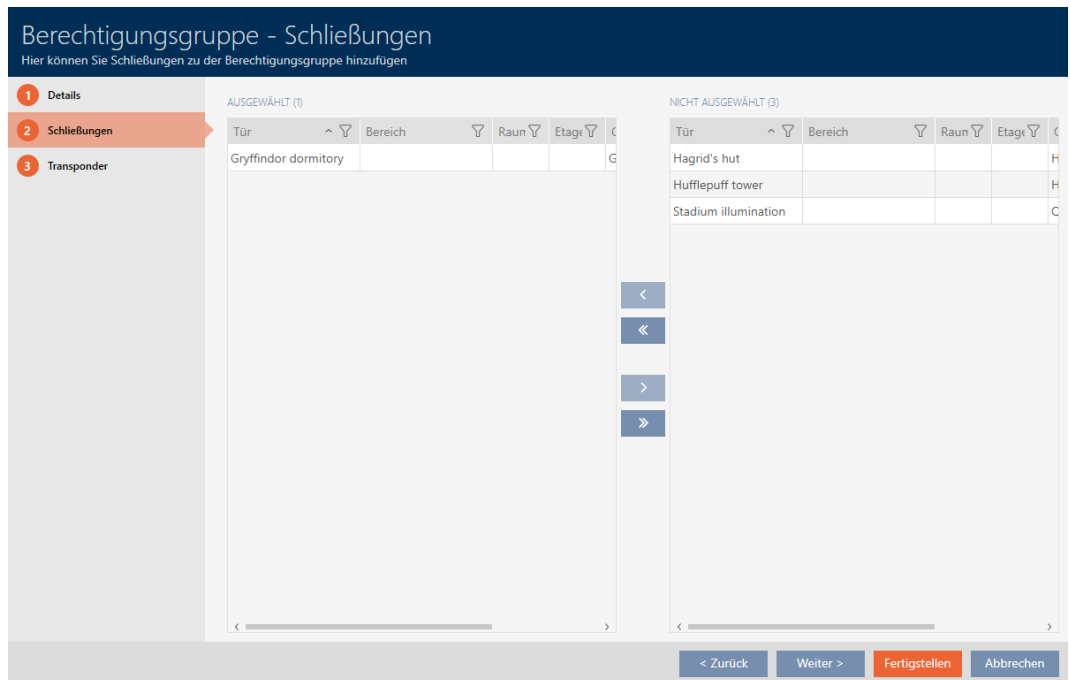 Berechtigungsgruppe - Schließungen
Hier können Sie Schließungen zu der Berechtigungsgruppe hinzufügen
1 Details
2 Schließungen
3 Transponder
AUSGEWÄHLT (1)
Tür Bereich Raun Etage
Gryffindor dormitory G
NICHT AUSGEWÄHLT (3)
Tür Bereich Raun Etage
Hagrid's hut H
Hufflepuff tower H
Stadium illumination
< Zurück Weiter > Fertigstellen Abbrechen